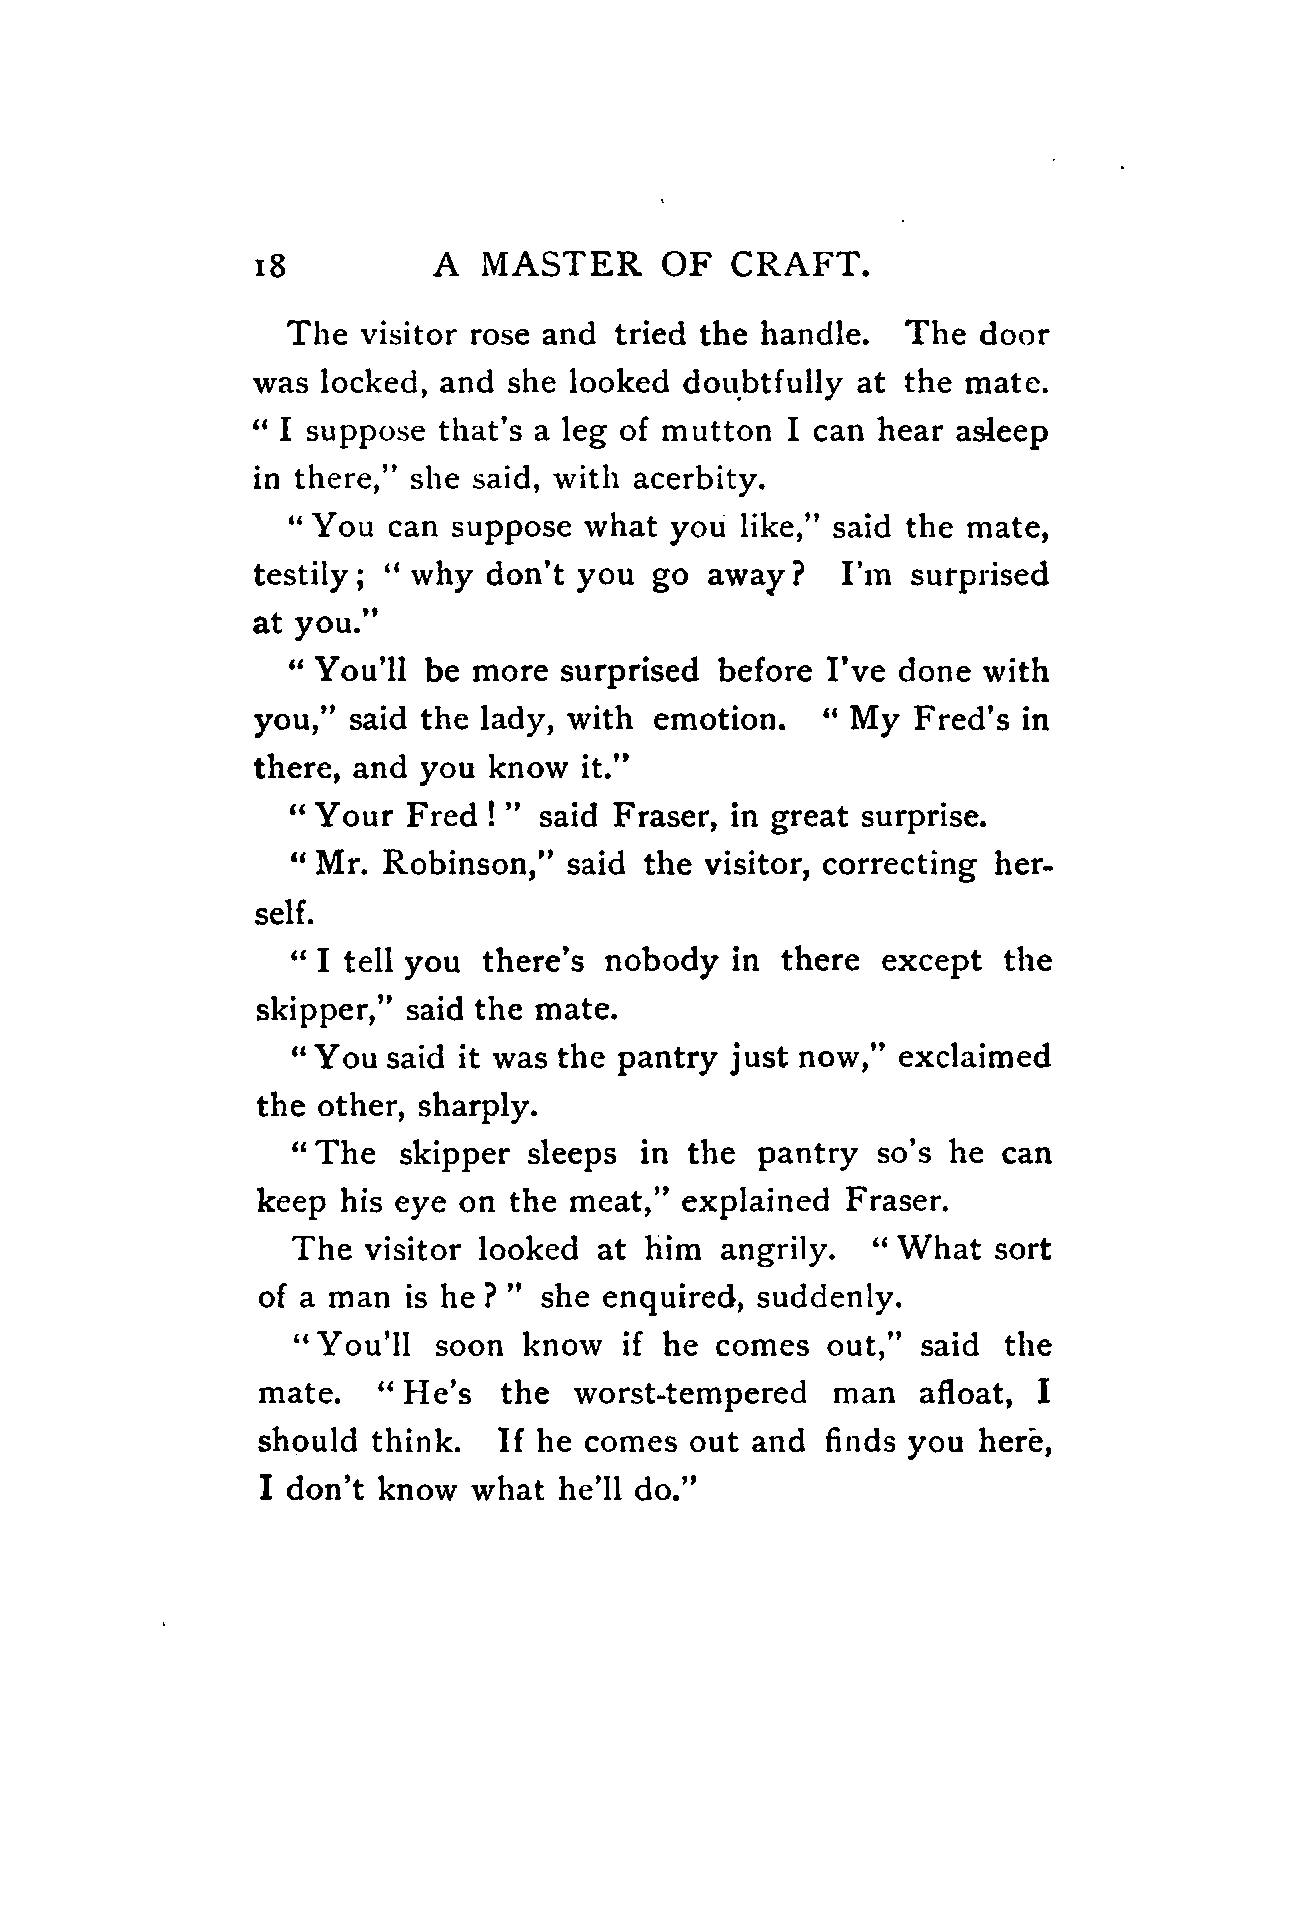 18 A MASTER OF CRAFT.
The visitor rose and tried the handle. The door
was locked, and she looked doubtfully at the mate.
“ I suppose that’s a leg of mutton I can hear asleep
in there,” she said, with acerbity.
“ You can suppose what you like,” said the mate,
testily ; “ why don’t you go away ? I’m surprised
at you.”
“ You’ll be more surprised before I’ve done with
you,” said the lady, with emotion. “ My Fred’s in
there, and you know it.”
“ Your Fred ! ” said Fraser, in great surprise.
“ Mr. Robinson,” said the visitor, correcting her-
self.
“ I tell you there’s nobody in there except the
skipper,” said the mate.
“ You said it was the pantry just now,” exclaimed
the other, sharply.
“ The skipper sleeps in the pantry so’s he can
keep his eye on the meat,” explained Fraser.
The visitor looked at him angrily. “ What sort
of a man is he ? ” she enquired, suddenly.
“ You’ll soon know if he comes out,” said the
mate. “ He’s the worst-tempered man afloat, I
should think. If he comes out and finds you here,
I don’t know what he’ll do.”